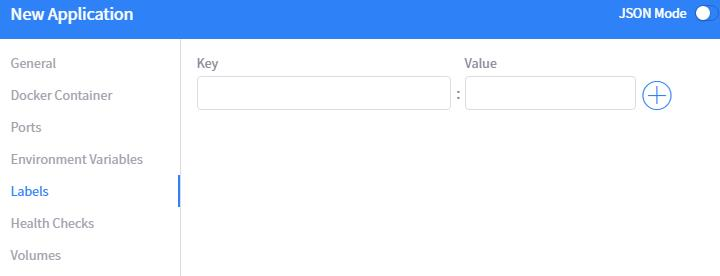 New Application
JSON Mode
General
Docker Container
Ports
Environment Variables
Labels
Health Checks
Volumes
Key
Value
: